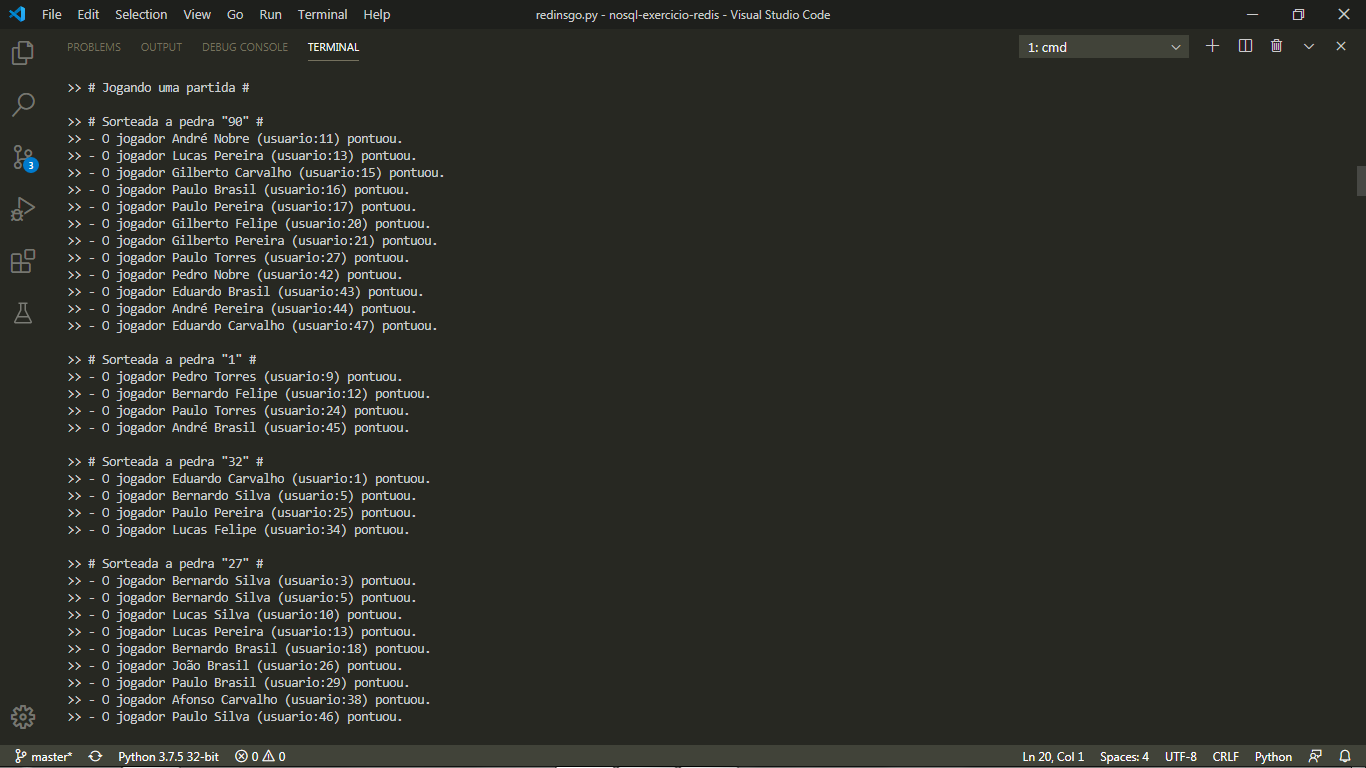 File Edit Selection View Go Run Terminal Help redinsgo.py - nosql-exercicio-redis - Visual Studio Code
PROBLEMS OUTPUT DEBUG CONSOLE TERMINAL 1: cmd
>> # Jogando uma partida #
>> # Sorteada a pedra "90" #
>> - O jogador André Nobre (usuario:11) pontuou.
>> - O jogador Lucas Pereira (usuario:13) pontuou.
>> - O jogador Gilberto Carvalho (usuario:15) pontuou.
>> - O jogador Paulo Brasil (usuario:16) pontuou.
>> - O jogador Paulo Pereira (usuario:17) pontuou.
>> - O jogador Gilberto Felipe (usuario:20) pontuou.
>> - O jogador Gilberto Pereira (usuario:21) pontuou.
>> - O jogador Paulo Torres (usuario:27) pontuou.
>> - O jogador Pedro Nobre (usuario:42) pontuou.
>> - O jogador Eduardo Brasil (usuario:43) pontuou.
>> - O jogador André Pereira (usuario:44) pontuou.
>> - O jogador Eduardo Carvalho (usuario:47) pontuou.
>> # Sorteada a pedra "1" #
>> - O jogador Pedro Torres (usuario:9) pontuou.
>> - O jogador Bernardo Felipe (usuario:12) pontuou.
>> - O jogador Paulo Torres (usuario:24) pontuou.
>> - O jogador André Brasil (usuario:45) pontuou.
>> # Sorteada a pedra "32" #
>> - O jogador Eduardo Carvalho (usuario:1) pontuou.
>> - O jogador Bernardo Silva (usuario:5) pontuou.
>> - O jogador Paulo Pereira (usuario:25) pontuou.
>> - O jogador Lucas Felipe (usuario:34) pontuou.
>> # Sorteada a pedra "27" #
>> - O jogador Bernardo Silva (usuario:3) pontuou.
>> - O jogador Bernardo Silva (usuario:5) pontuou.
>> - O jogador Lucas Silva (usuario:10) pontuou.
>> - O jogador Lucas Pereira (usuario:13) pontuou.
>> - O jogador Bernardo Brasil (usuario:18) pontuou.
>> - O jogador João Brasil (usuario:26) pontuou.
>> - O jogador Paulo Brasil (usuario:29) pontuou.
>> - O jogador Afonso Carvalho (usuario:38) pontuou.
>> - O jogador Paulo Silva (usuario:46) pontuou.
3
master* Python 3.7.5 32-bit 0 0 Ln 20, Col 1 Spaces: 4 UTF-8 CRLF Python